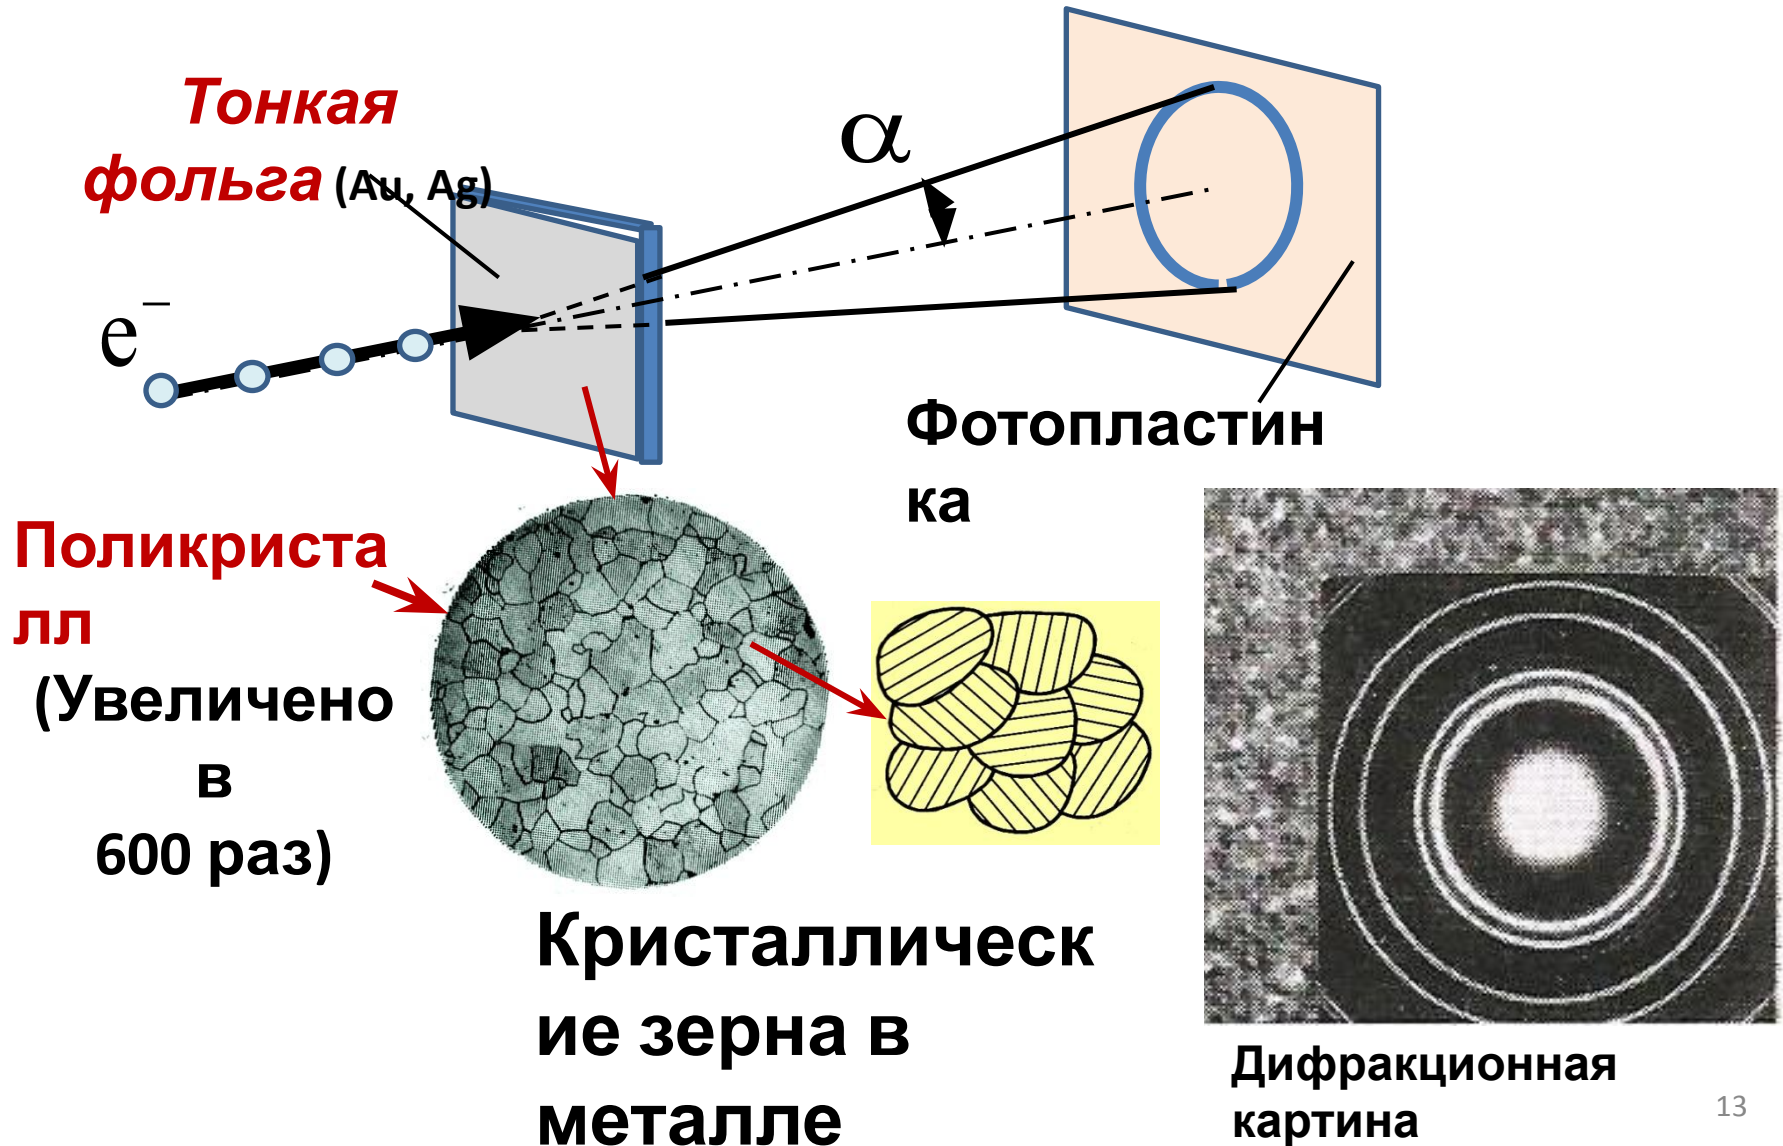 Тонкая
фольга (Au, Ag)
α
e⁻
Фотопластин
ка
Поликриста
лл
(Увеличено
в
600 раз)
Кристаллическ
ие зерна в
металле
Дифракционная
картина
13